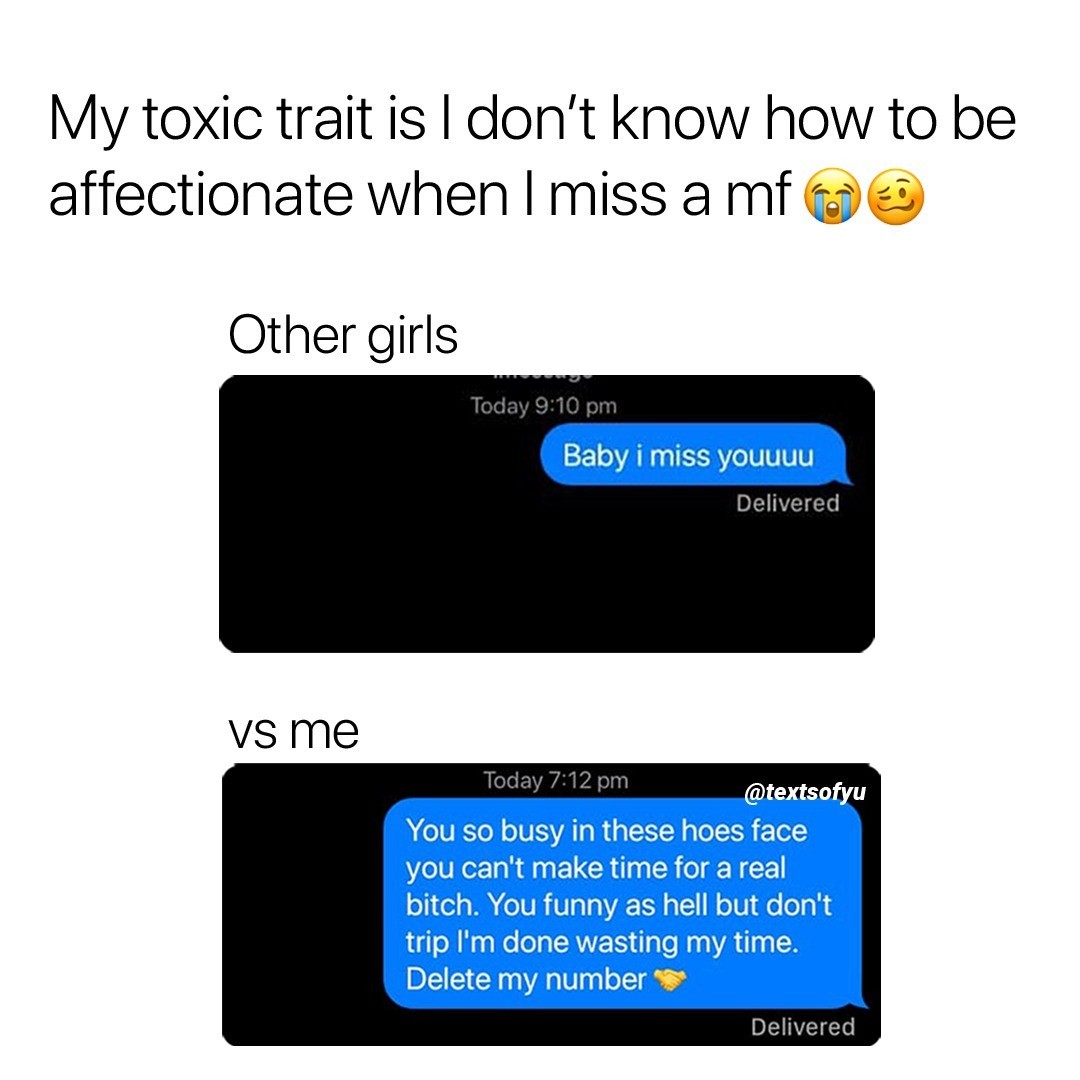 My toxic trait is I don’t know how to be
affectionate when I miss a mf 😭🥴
Other girls
Today 9:10 pm
Baby i miss youuuu
Delivered
vs me
Today 7:12 pm
@textsofyu
You so busy in these hoes face
you can't make time for a real
bitch. You funny as hell but don't
trip I'm done wasting my time.
Delete my number 🤝
Delivered